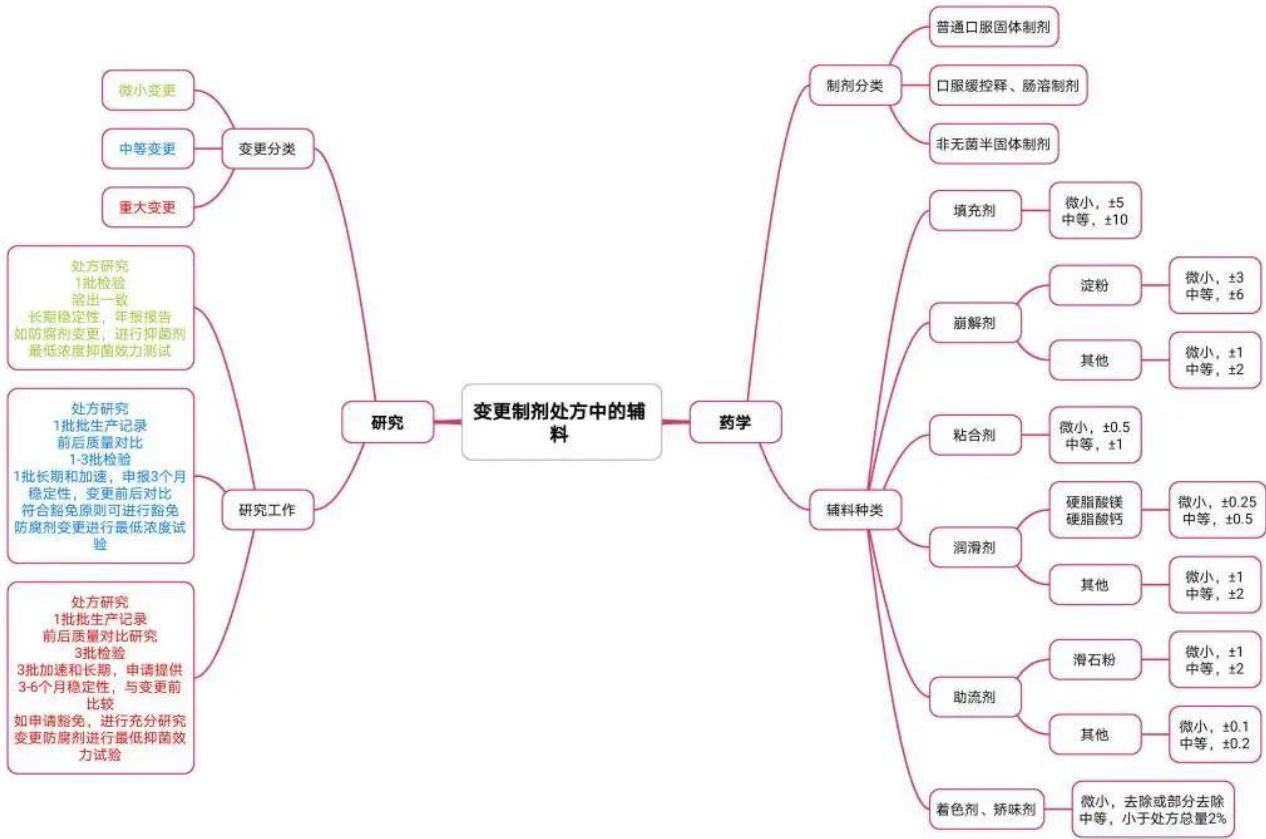 变更制剂处方中的辅
料
研究
变更分类
微小变更
中等变更
重大变更
研究工作
处方研究
1批检验
溶出一致
长期稳定性，年报报告
如防腐剂变更，进行抑菌剂
最低浓度抑菌效力测试
处方研究
1批批生产记录
前后质量对比
1-3批检验
1批长期和加速，申报3个月
稳定性，变更前后对比
符合豁免原则可进行豁免
防腐剂变更进行最低浓度试
验
处方研究
1批批生产记录
前后质量对比研究
3批检验
3批加速和长期，申请提供
3-6个月稳定性，与变更前
比较
如申请豁免，进行充分研究
变更防腐剂进行最低抑菌效
力试验
药学
制剂分类
普通口服固体制剂
口服缓控释、肠溶制剂
非无菌半固体制剂
辅料种类
填充剂
微小，±5
中等，±10
崩解剂
淀粉
微小，±3
中等，±6
其他
微小，±1
中等，±2
粘合剂
微小，±0.5
中等，±1
润滑剂
硬脂酸镁
硬脂酸钙
微小，±0.25
中等，±0.5
其他
微小，±1
中等，±2
助流剂
滑石粉
微小，±1
中等，±2
其他
微小，±0.1
中等，±0.2
着色剂、矫味剂
微小，去除或部分去除
中等，小于处方总量2%